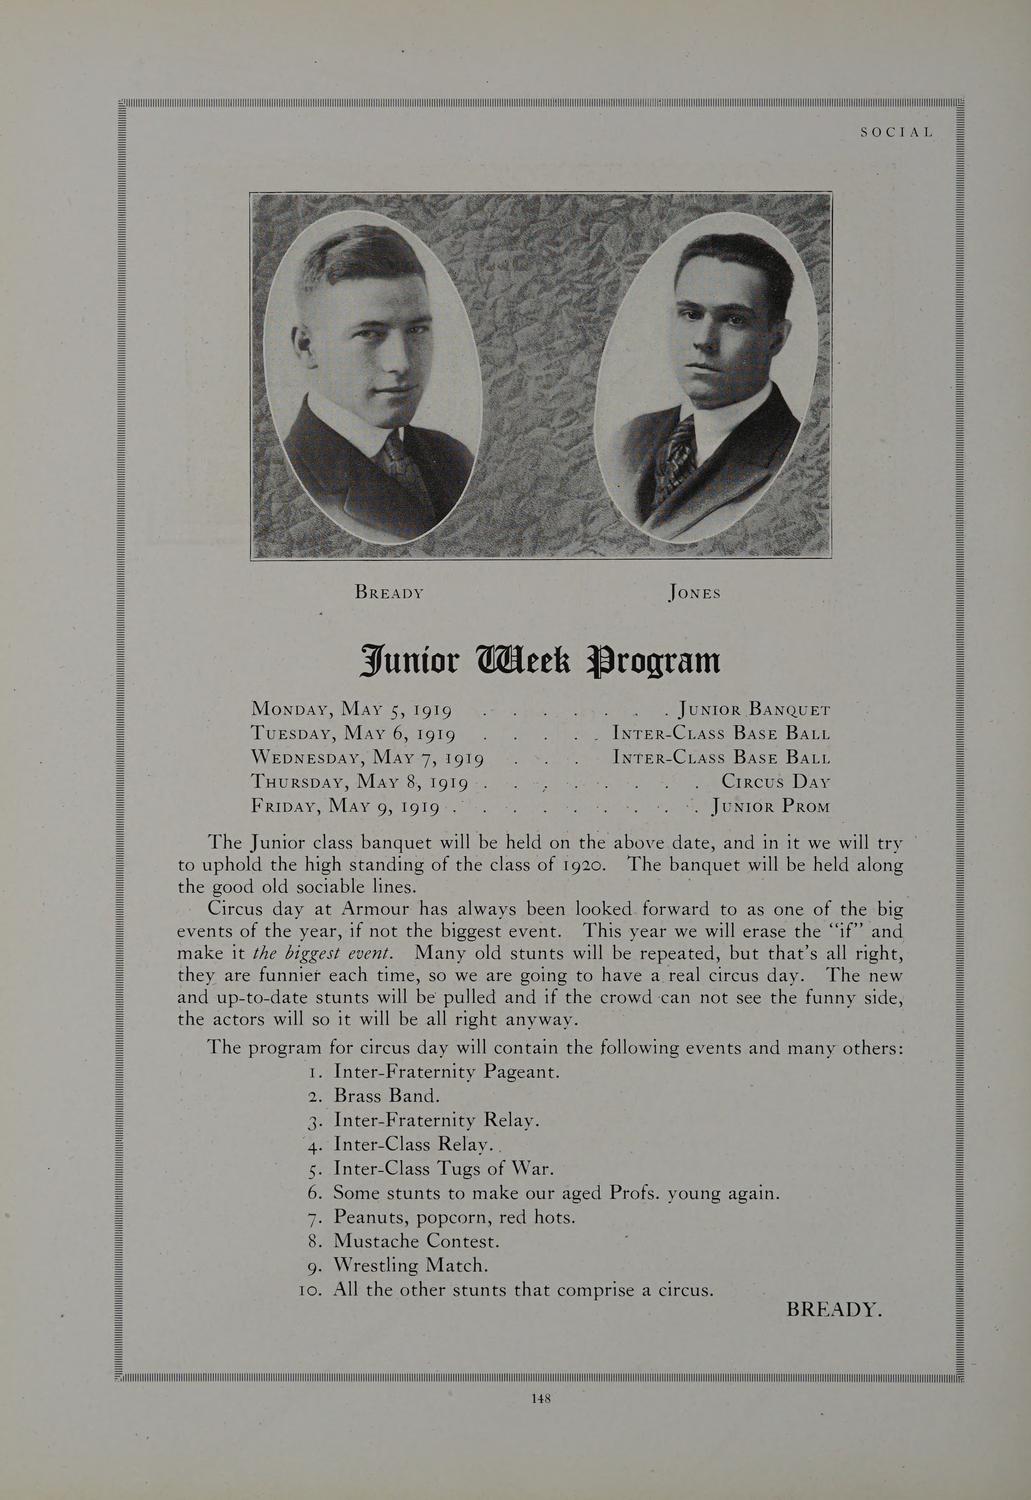 SOCIAL
BREADY JONES
Junior Week Program
MONDAY, MAY 5, 1919 . . . . . . . JUNIOR BANQUET
TUESDAY, MAY 6, 1919 . . . . . INTER-CLASS BASE BALL
WEDNESDAY, MAY 7, 1919 . . . INTER-CLASS BASE BALL
THURSDAY, MAY 8, 1919 . . . . . . . . . CIRCUS DAY
FRIDAY, MAY 9, 1919 . . . . . . . . . . JUNIOR PROM
The Junior class banquet will be held on the above date, and in it we will try
to uphold the high standing of the class of 1920. The banquet will be held along
the good old sociable lines.
Circus day at Armour has always been looked forward to as one of the big
events of the year, if not the biggest event. This year we will erase the "if" and
make it the biggest event. Many old stunts will be repeated, but that's all right,
they are funnier each time, so we are going to have a real circus day. The new
and up-to-date stunts will be pulled and if the crowd can not see the funny side,
the actors will so it will be all right anyway.
The program for circus day will contain the following events and many others:
1. Inter-Fraternity Pageant.
2. Brass Band.
3. Inter-Fraternity Relay.
4. Inter-Class Relay.
5. Inter-Class Tugs of War.
6. Some stunts to make our aged Profs. young again.
7. Peanuts, popcorn, red hots.
8. Mustache Contest.
9. Wrestling Match.
10. All the other stunts that comprise a circus.
BREADY.
148